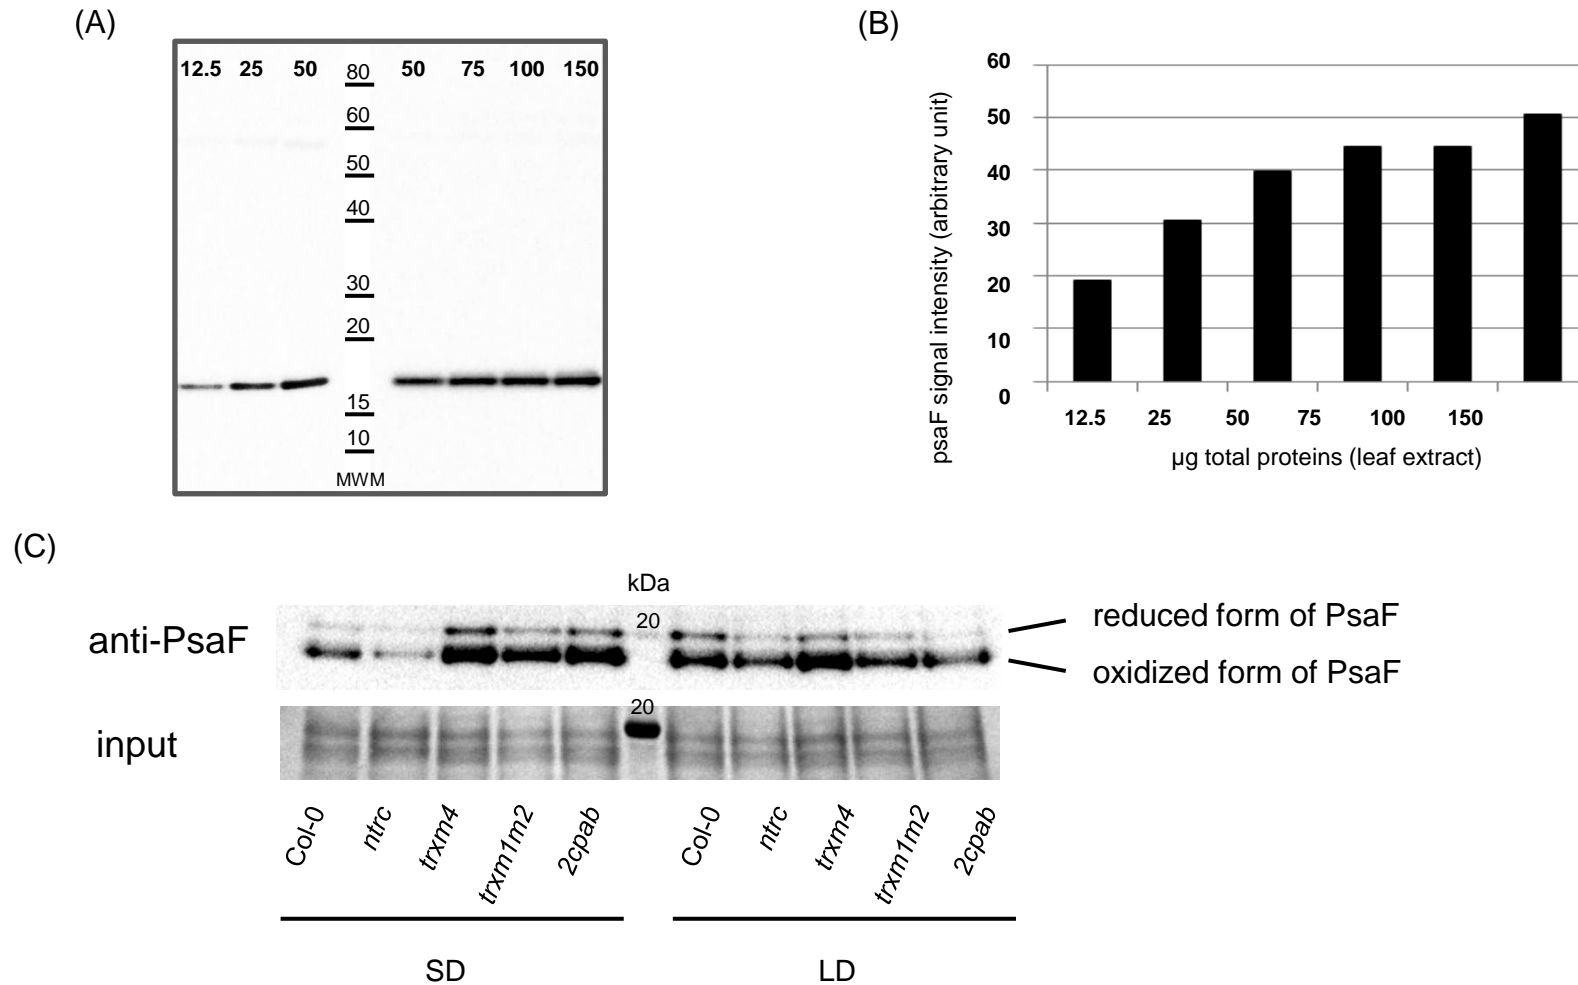 (A)
12.5 25 50 50 75 100 150
80
60
50
40
30
20
15
10
MWM
(B)
psaF signal intensity (arbitrary unit)
60
50
40
30
20
10
0
12.5 25 50 75 100 150
µg total proteins (leaf extract)
(C)
kDa
anti-PsaF
20
reduced form of PsaF
oxidized form of PsaF
input
20
Col-0 ntrc trxm4 trxm1m2 2cpab Col-0 ntrc trxm4 trxm1m2 2cpab
SD LD